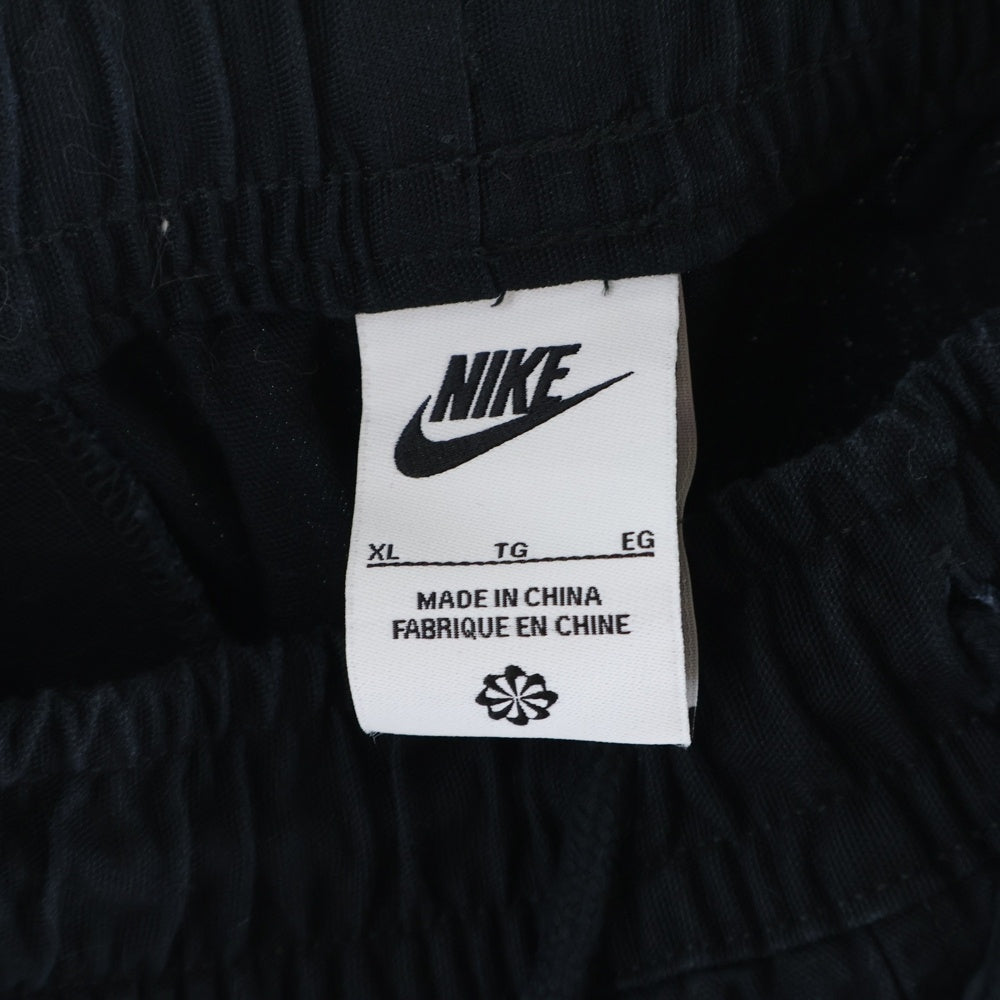 NIKE
XL TG EG
MADE IN CHINA
FABRIQUE EN CHINE